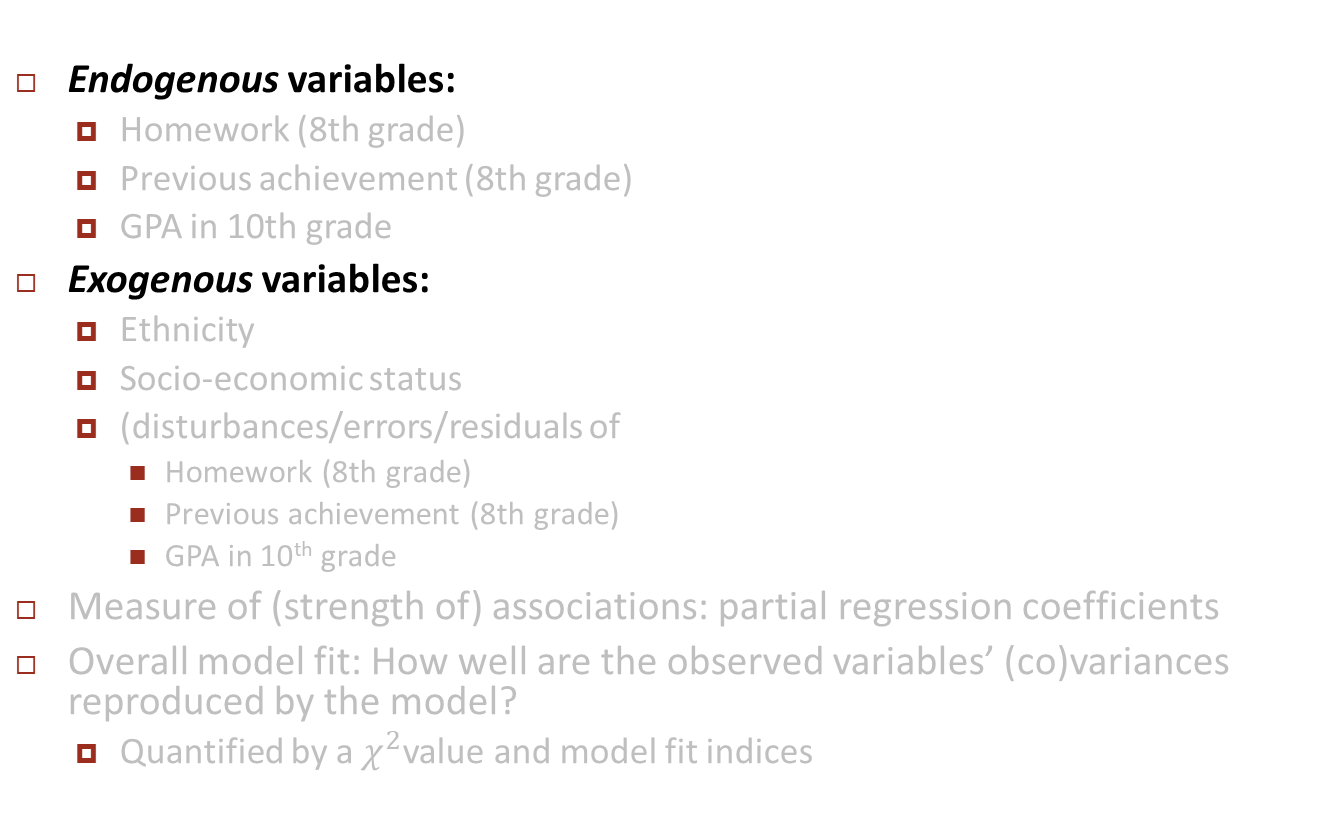 Endogenous variables:
Homework (8th grade)
Previous achievement (8th grade)
GPA in 10th grade
Exogenous variables:
Ethnicity
Socio-economic status
(disturbances/errors/residuals of
Homework (8th grade)
Previous achievement (8th grade)
GPA in 10th grade
Measure of (strength of) associations: partial regression coefficients
Overall model fit: How well are the observed variables’ (co)variances
reproduced by the model?
Quantified by a 𝜒² value and model fit indices